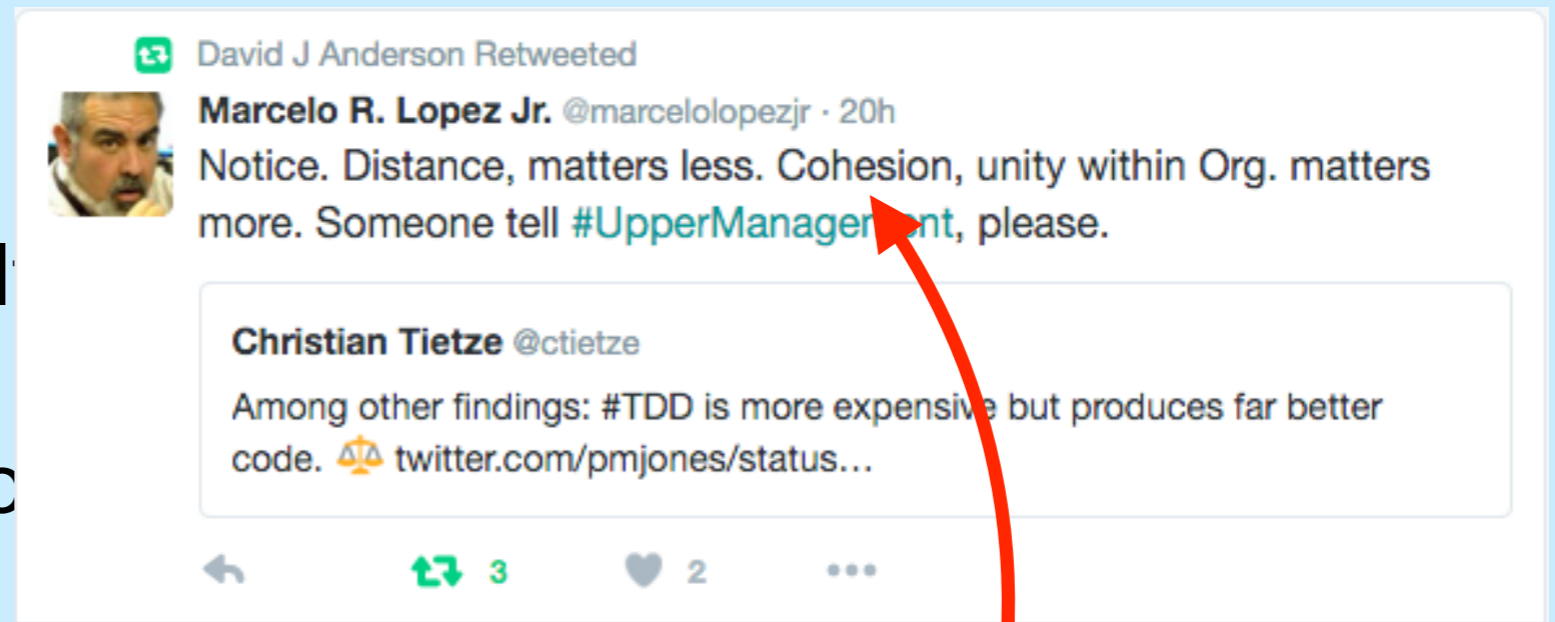 David J Anderson Retweeted
Marcelo R. Lopez Jr. @marcelolopezjr · 20h
Notice. Distance, matters less. Cohesion, unity within Org. matters
more. Someone tell #UpperManagement, please.
Christian Tietze @ctietze
Among other findings: #TDD is more expensive but produces far better
code. ⚖️ twitter.com/pmjones/status…
3 2